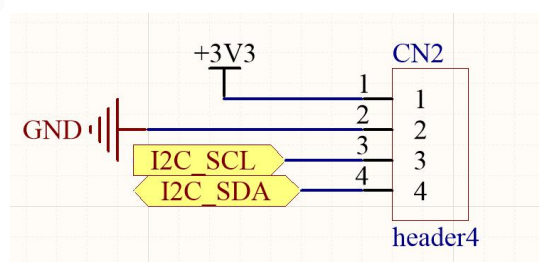 +3V3
CN2
1 1
GND 2 2
I2C_SCL 3 3
I2C_SDA 4 4
header4